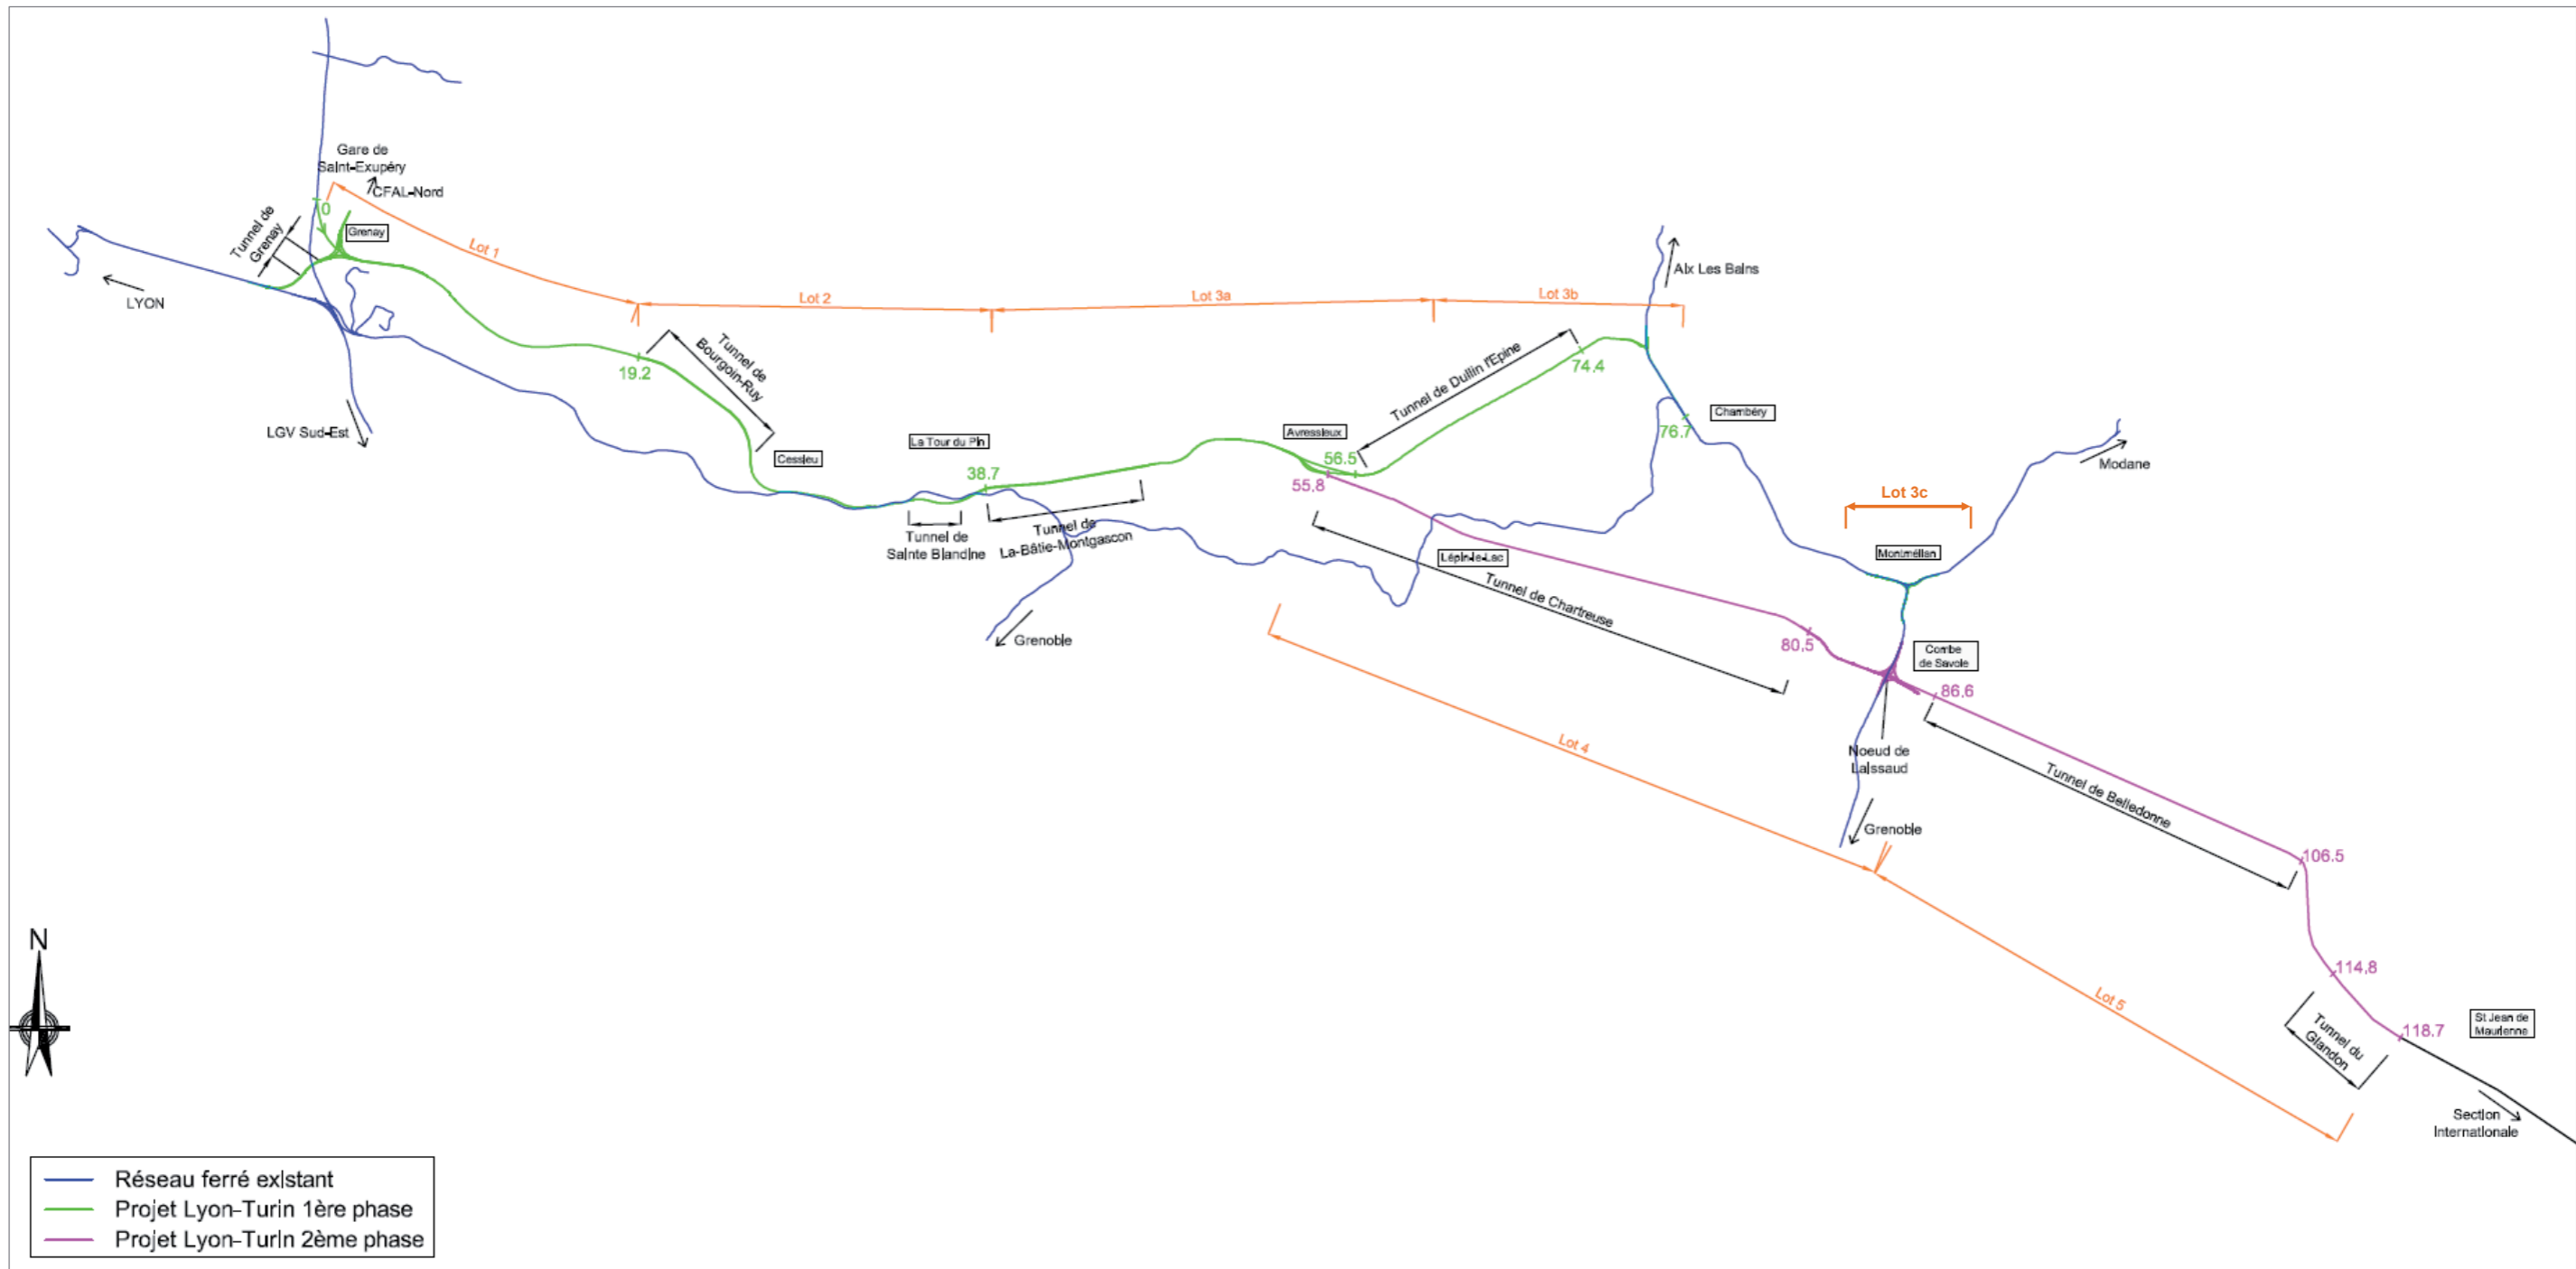 Gare de
Saint-Exupéry
CFAL-Nord
0
Tunnel de
Grenay
Grenay
LYON
Lot 1
Lot 2
Lot 3a
Lot 3b
Aix Les Bains
19.2
Tunnel de
Bourgoin-Ruy
LGV Sud-Est
Cessieu
La Tour du Pin
38.7
Tunnel de
Sainte Blandine
Tunnel de
La-Bâtie-Montgascon
Grenoble
Avressieux
56.5
55.8
Tunnel de Dullin l'Epine
74.4
Chambéry
76.7
Modane
Lot 3c
Montmélian
Lépin-le-Lac
Tunnel de Chartreuse
80.5
Combe
de Savoie
86.6
Lot 4
Noeud de
Laissaud
Grenoble
Tunnel de Belledonne
106.5
114.8
Lot 5
Tunnel du
Glandon
118.7
St Jean de
Maurienne
Section
Internationale
N
Réseau ferré existant
Projet Lyon-Turin 1ère phase
Projet Lyon-Turin 2ème phase